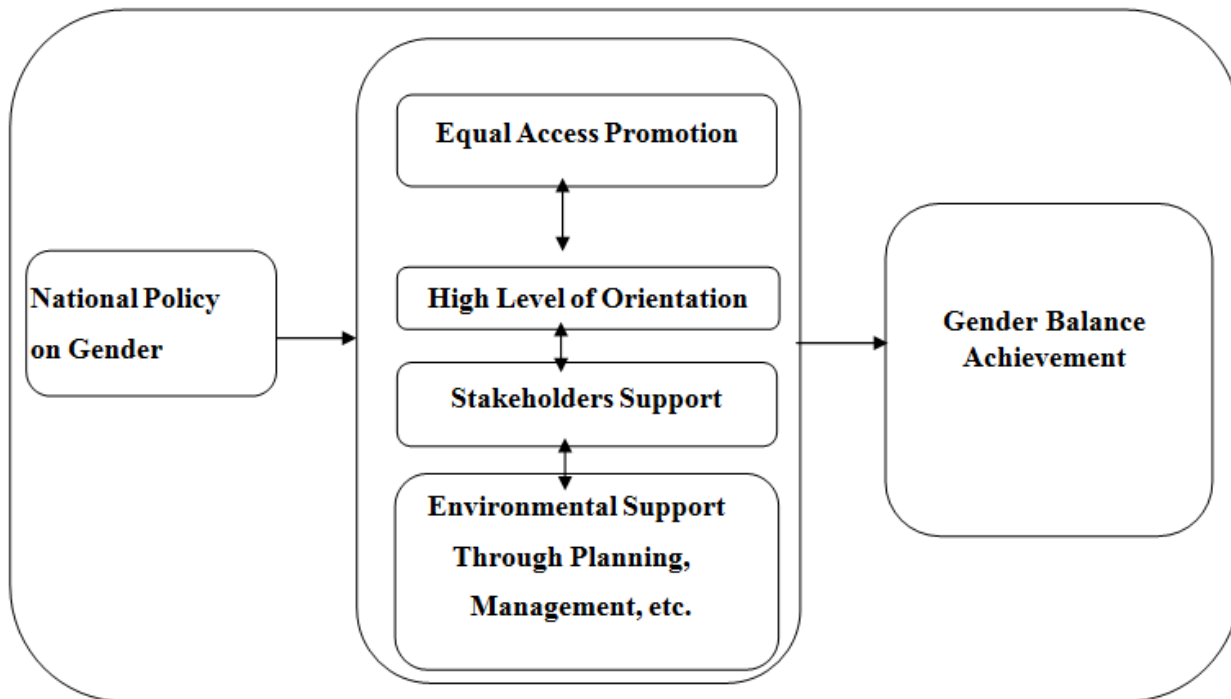 Equal Access Promotion
National Policy
on Gender
High Level of Orientation
Stakeholders Support
Environmental Support
Through Planning,
Management, etc.
Gender Balance
Achievement